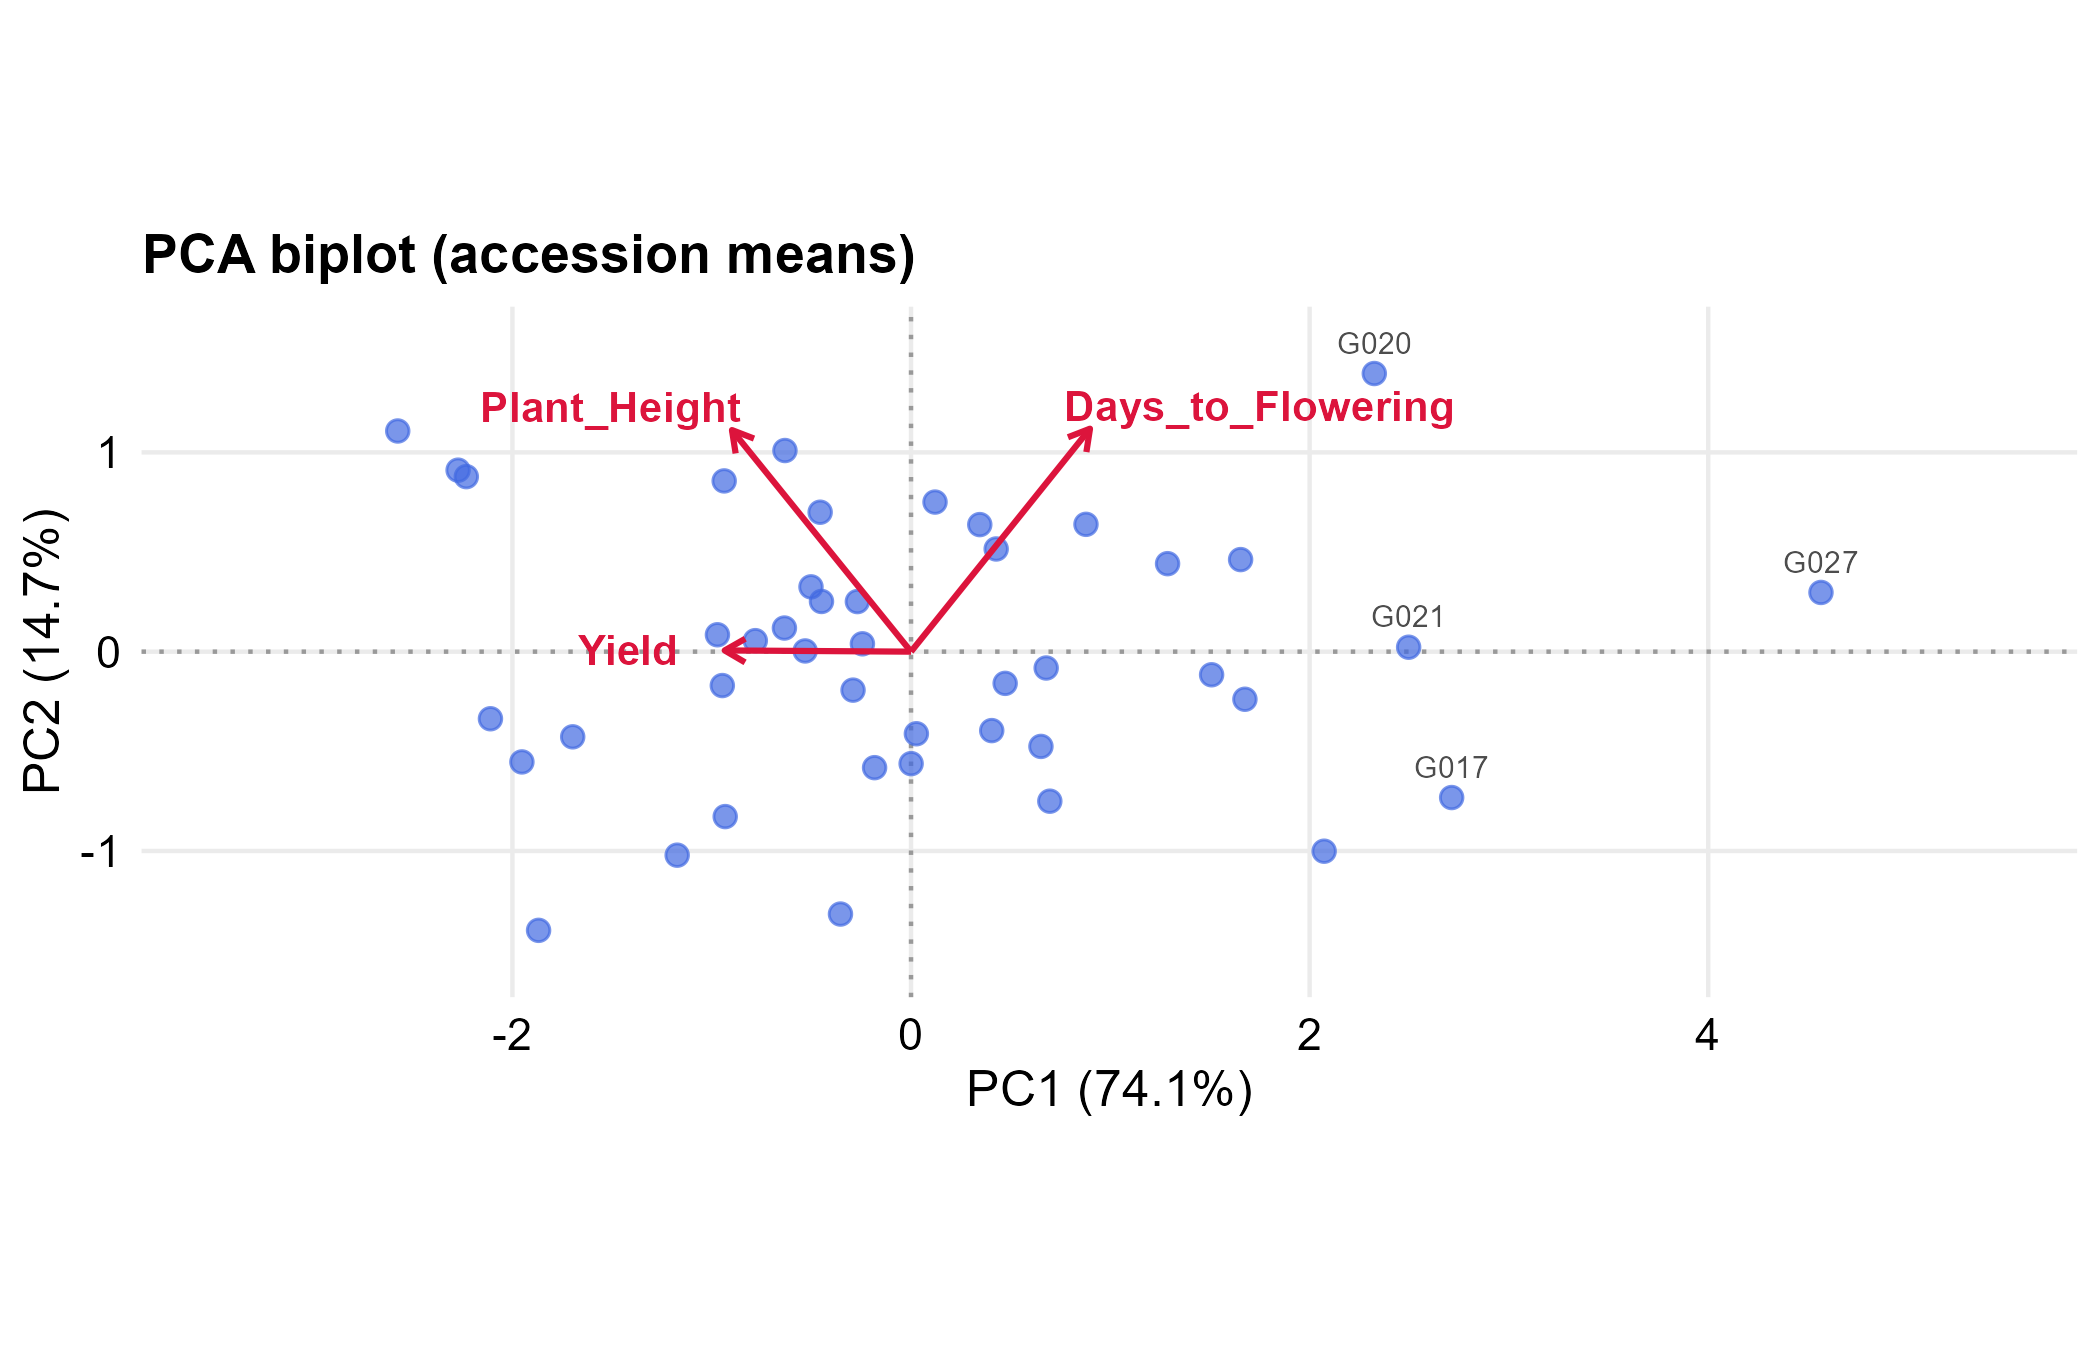 PCA biplot (accession means)
G020
Plant_Height
Days_to_Flowering
1
G027
G021
Yield
0
G017
-1
PC2 (14.7%)
-2
0
2
4
PC1 (74.1%)